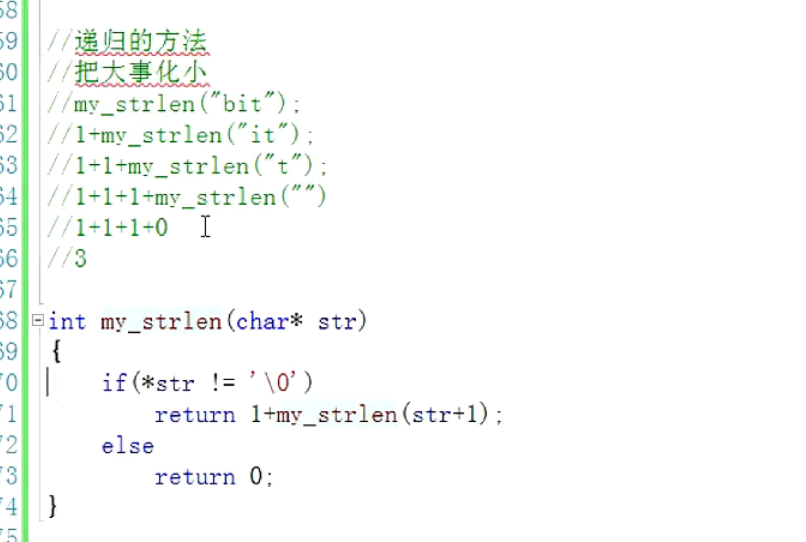 58
59 //递归的方法
60 //把大事化小
61 //my_strlen("bit");
62 //1+my_strlen("it");
63 //1+1+my_strlen("t");
64 //1+1+1+my_strlen("")
65 //1+1+1+0
66 //3
67
68 int my_strlen(char* str)
69 {
70 if(*str != '\0')
71 return 1+my_strlen(str+1);
72 else
73 return 0;
74 }
75